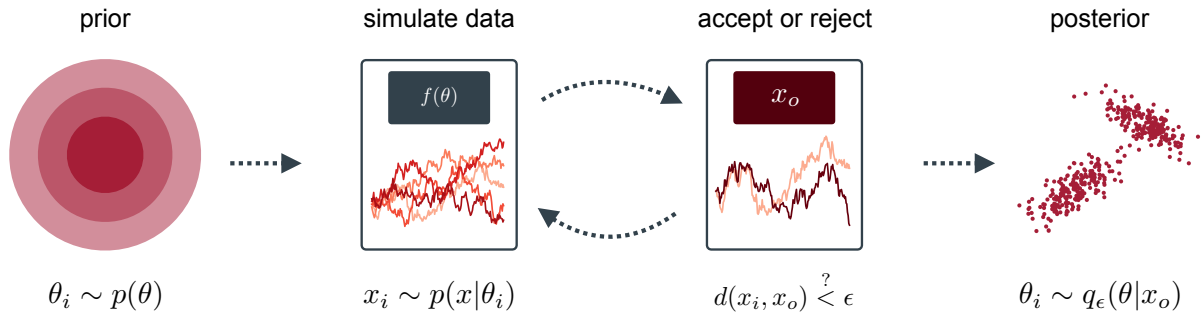 prior
simulate data
accept or reject
posterior
f(θ)
x_o
θ_i ∼ p(θ)
x_i ∼ p(x|θ_i)
d(x_i, x_o) <^? ϵ
θ_i ∼ q_ϵ(θ|x_o)